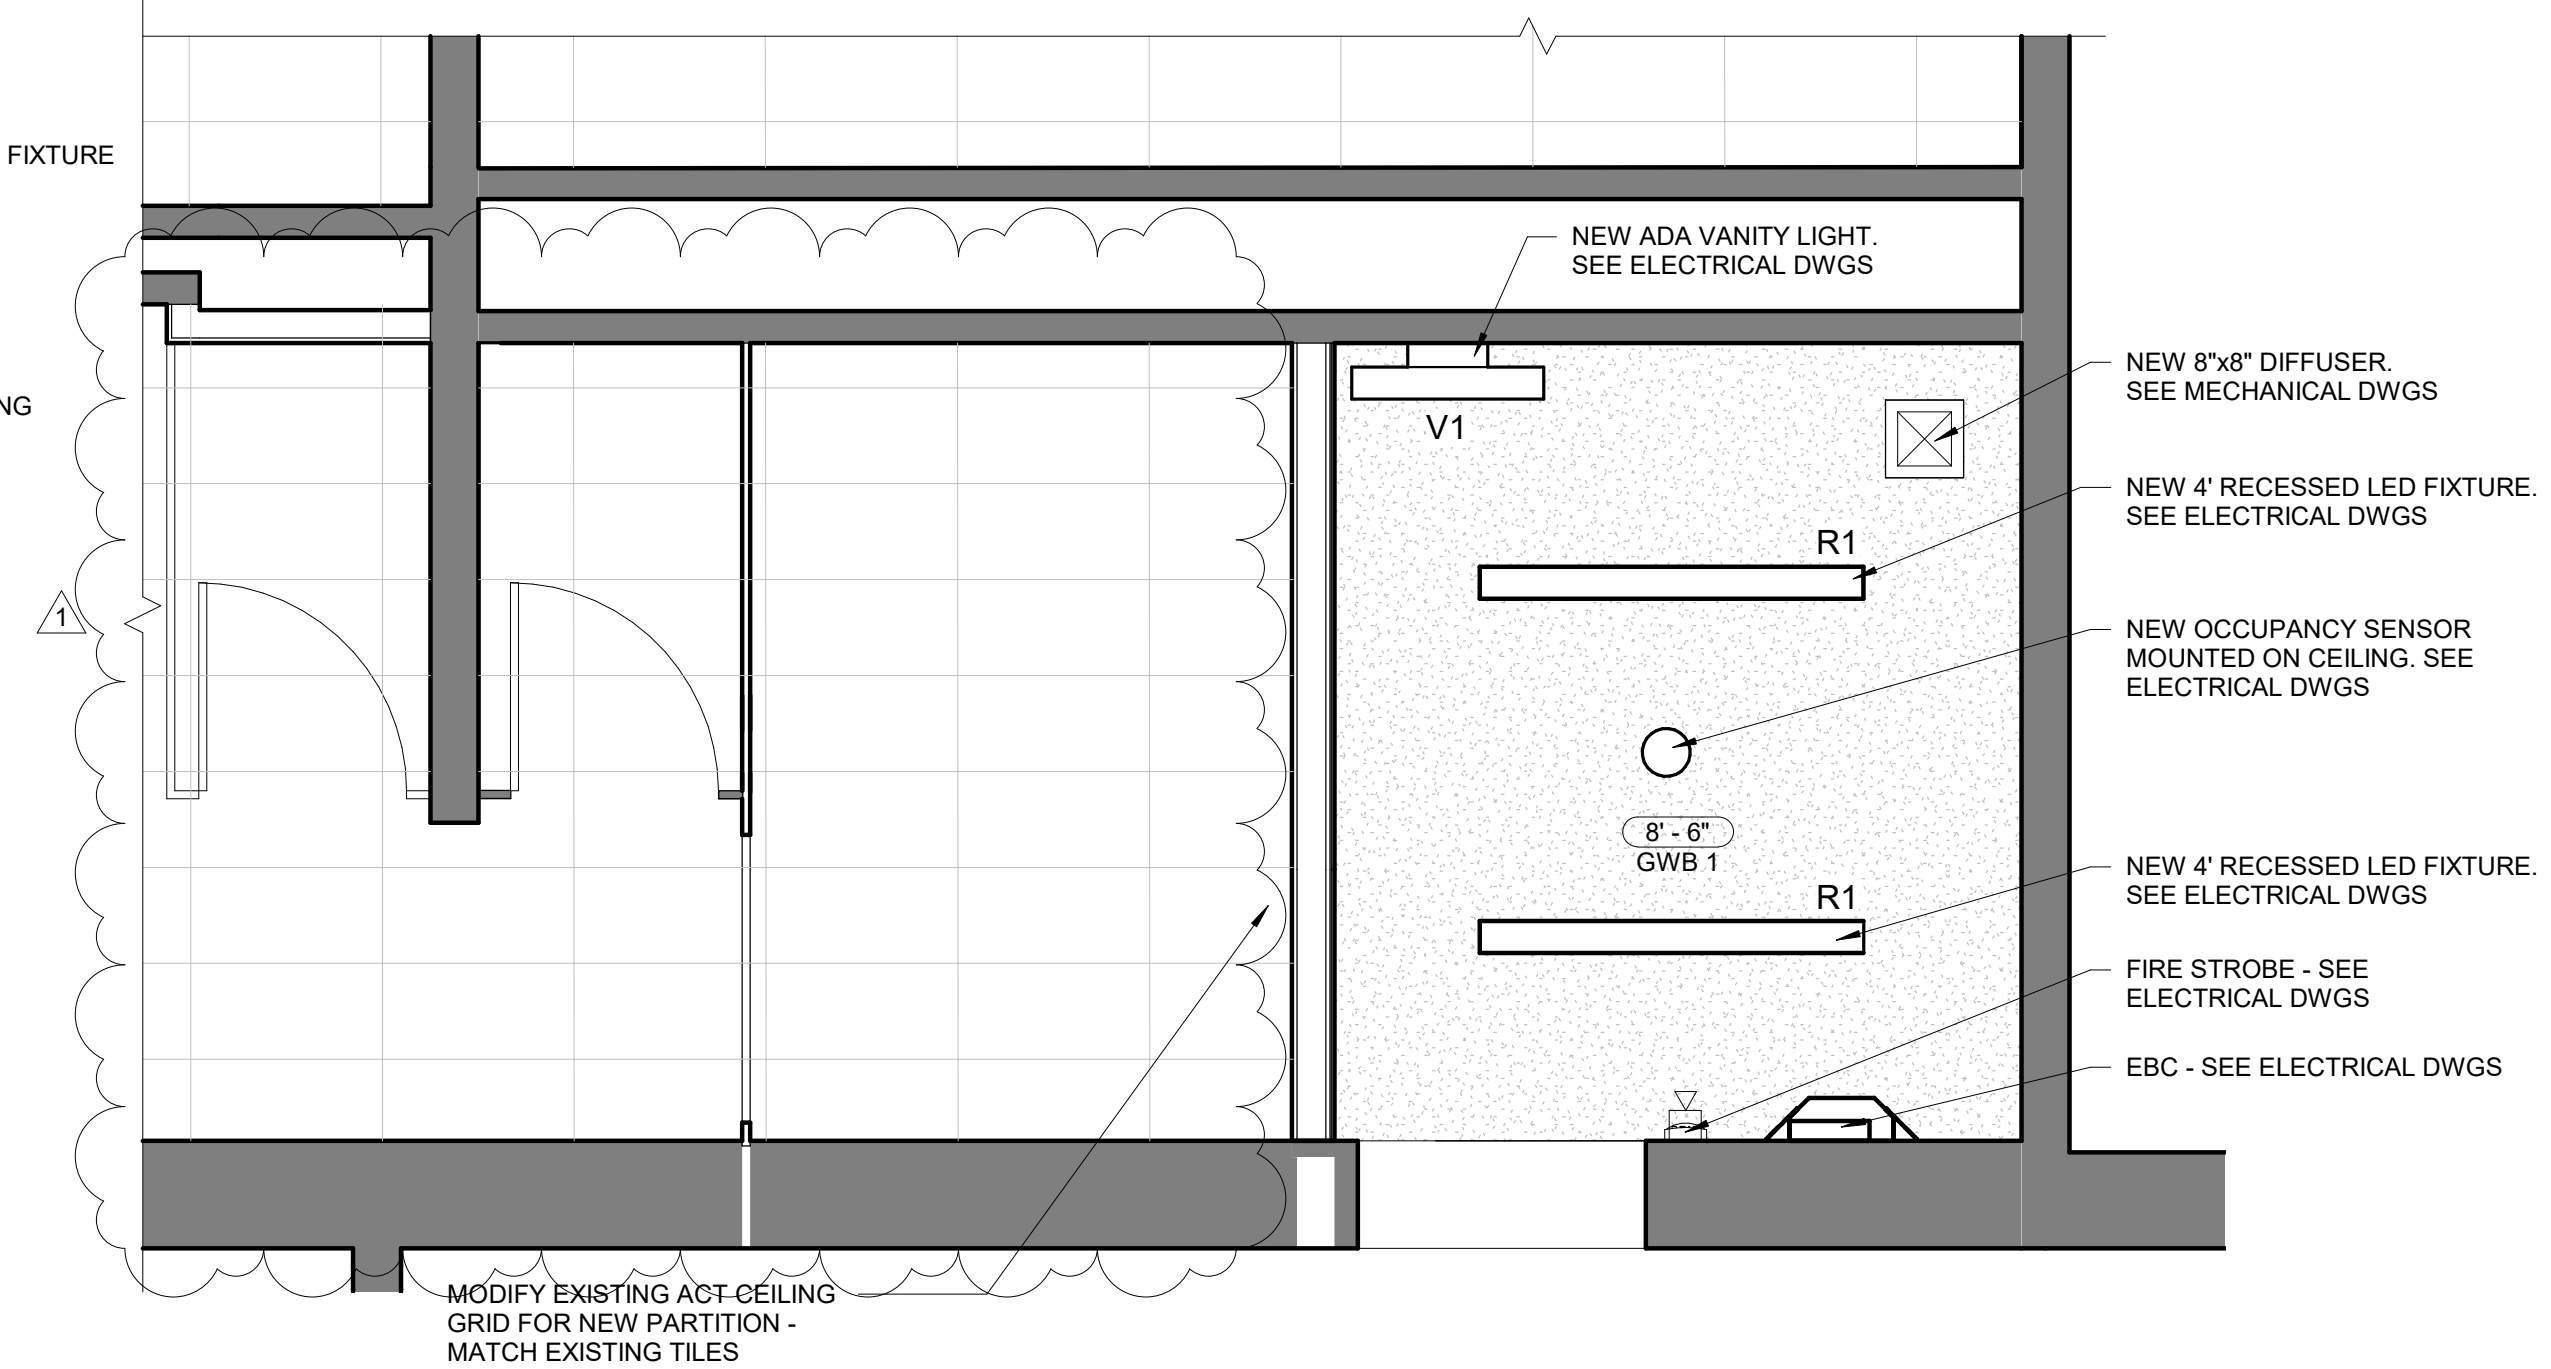 FIXTURE
NEW ADA VANITY LIGHT.
SEE ELECTRICAL DWGS
NEW 8"x8" DIFFUSER.
SEE MECHANICAL DWGS
NG
V1
NEW 4' RECESSED LED FIXTURE.
SEE ELECTRICAL DWGS
R1
1
NEW OCCUPANCY SENSOR
MOUNTED ON CEILING. SEE
ELECTRICAL DWGS
8' - 6"
GWB 1
NEW 4' RECESSED LED FIXTURE.
SEE ELECTRICAL DWGS
R1
FIRE STROBE - SEE
ELECTRICAL DWGS
EBC - SEE ELECTRICAL DWGS
MODIFY EXISTING ACT CEILING
GRID FOR NEW PARTITION -
MATCH EXISTING TILES